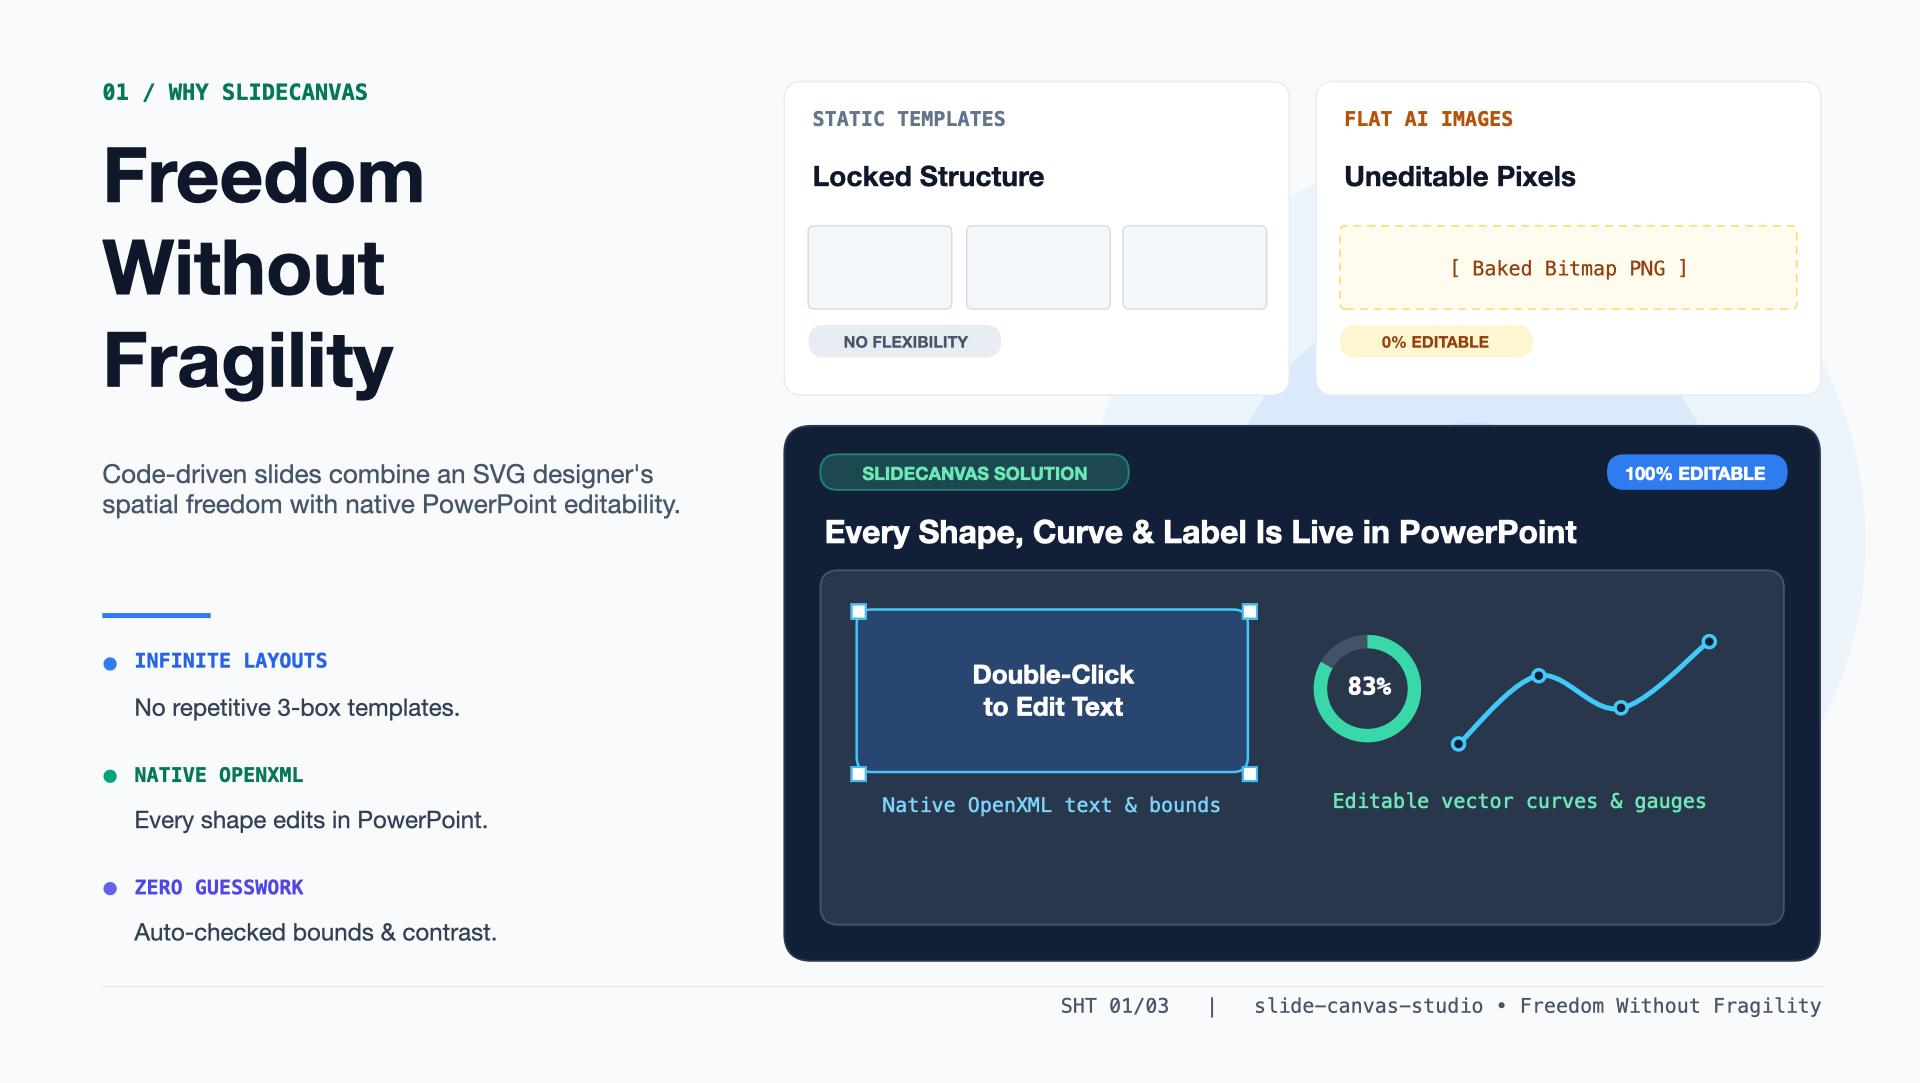 01 / WHY SLIDECANVAS
Freedom
Without
Fragility
Code-driven slides combine an SVG designer's
spatial freedom with native PowerPoint editability.
INFINITE LAYOUTS
No repetitive 3-box templates.
NATIVE OPENXML
Every shape edits in PowerPoint.
ZERO GUESSWORK
Auto-checked bounds & contrast.
STATIC TEMPLATES
Locked Structure
NO FLEXIBILITY
FLAT AI IMAGES
Uneditable Pixels
[ Baked Bitmap PNG ]
0% EDITABLE
SLIDECANVAS SOLUTION
100% EDITABLE
Every Shape, Curve & Label Is Live in PowerPoint
Double-Click
to Edit Text
Native OpenXML text & bounds
83%
Editable vector curves & gauges
SHT 01/03 | slide-canvas-studio • Freedom Without Fragility